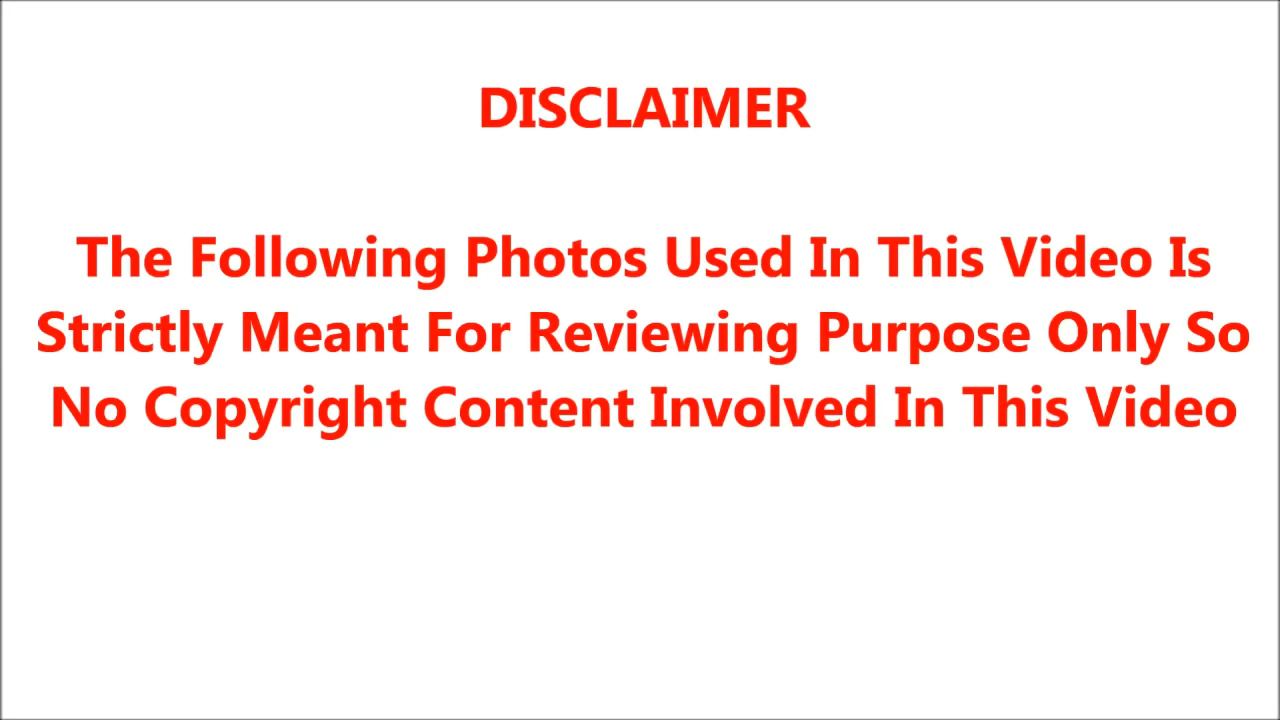 DISCLAIMER
The Following Photos Used In This Video Is
Strictly Meant For Reviewing Purpose Only So
No Copyright Content Involved In This Video